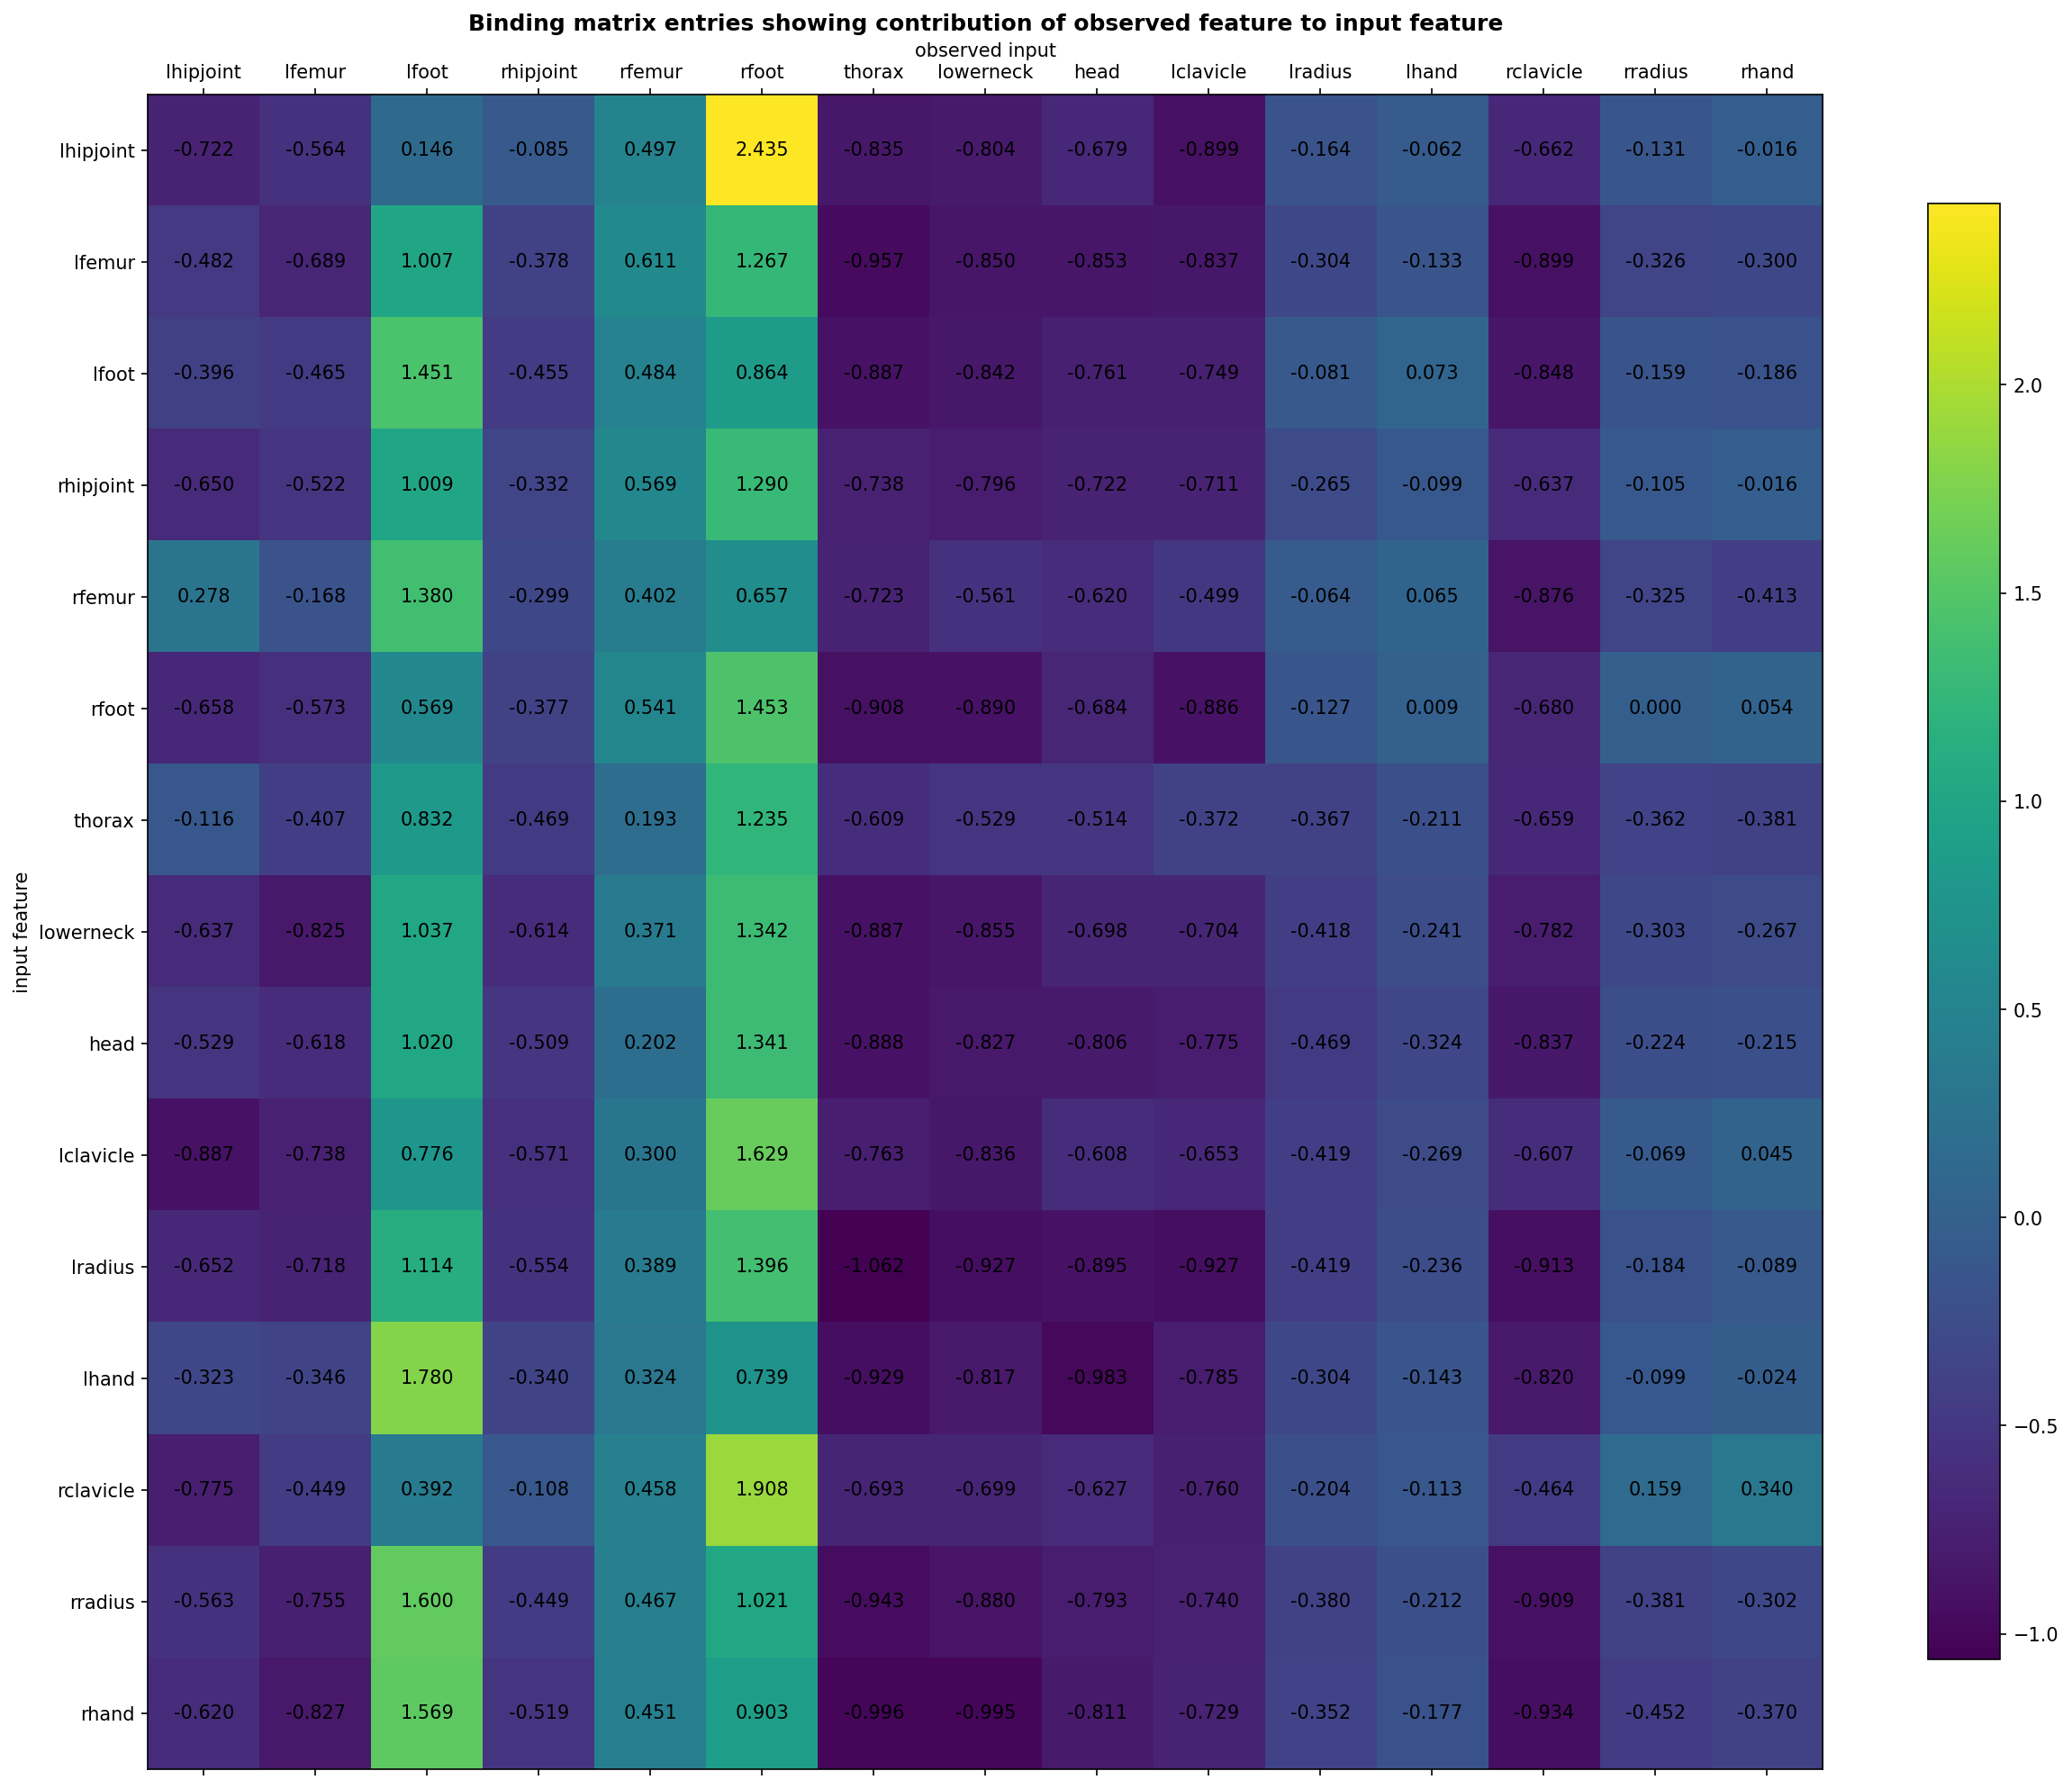 Binding matrix entries showing contribution of observed feature to input feature
observed input
lhipjoint lfemur lfoot rhipjoint rfemur rfoot thorax lowerneck head lclavicle lradius lhand rclavicle rradius rhand
lhipjoint -0.722 -0.564 0.146 -0.085 0.497 2.435 -0.835 -0.804 -0.679 -0.899 -0.164 -0.062 -0.662 -0.131 -0.016
lfemur -0.482 -0.689 1.007 -0.378 0.611 1.267 -0.957 -0.850 -0.853 -0.837 -0.304 -0.133 -0.899 -0.326 -0.300
lfoot -0.396 -0.465 1.451 -0.455 0.484 0.864 -0.887 -0.842 -0.761 -0.749 -0.081 0.073 -0.848 -0.159 -0.186
rhipjoint -0.650 -0.522 1.009 -0.332 0.569 1.290 -0.738 -0.796 -0.722 -0.711 -0.265 -0.099 -0.637 -0.105 -0.016
rfemur 0.278 -0.168 1.380 -0.299 0.402 0.657 -0.723 -0.561 -0.620 -0.499 -0.064 0.065 -0.876 -0.325 -0.413
rfoot -0.658 -0.573 0.569 -0.377 0.541 1.453 -0.908 -0.890 -0.684 -0.886 -0.127 0.009 -0.680 0.000 0.054
thorax -0.116 -0.407 0.832 -0.469 0.193 1.235 -0.609 -0.529 -0.514 -0.372 -0.367 -0.211 -0.659 -0.362 -0.381
lowerneck -0.637 -0.825 1.037 -0.614 0.371 1.342 -0.887 -0.855 -0.698 -0.704 -0.418 -0.241 -0.782 -0.303 -0.267
head -0.529 -0.618 1.020 -0.509 0.202 1.341 -0.888 -0.827 -0.806 -0.775 -0.469 -0.324 -0.837 -0.224 -0.215
lclavicle -0.887 -0.738 0.776 -0.571 0.300 1.629 -0.763 -0.836 -0.608 -0.653 -0.419 -0.269 -0.607 -0.069 0.045
lradius -0.652 -0.718 1.114 -0.554 0.389 1.396 -1.062 -0.927 -0.895 -0.927 -0.419 -0.236 -0.913 -0.184 -0.089
lhand -0.323 -0.346 1.780 -0.340 0.324 0.739 -0.929 -0.817 -0.983 -0.785 -0.304 -0.143 -0.820 -0.099 -0.024
rclavicle -0.775 -0.449 0.392 -0.108 0.458 1.908 -0.693 -0.699 -0.627 -0.760 -0.204 -0.113 -0.464 0.159 0.340
rradius -0.563 -0.755 1.600 -0.449 0.467 1.021 -0.943 -0.880 -0.793 -0.740 -0.380 -0.212 -0.909 -0.381 -0.302
rhand -0.620 -0.827 1.569 -0.519 0.451 0.903 -0.996 -0.995 -0.811 -0.729 -0.352 -0.177 -0.934 -0.452 -0.370
input feature
2.0
1.5
1.0
0.5
0.0
−0.5
−1.0